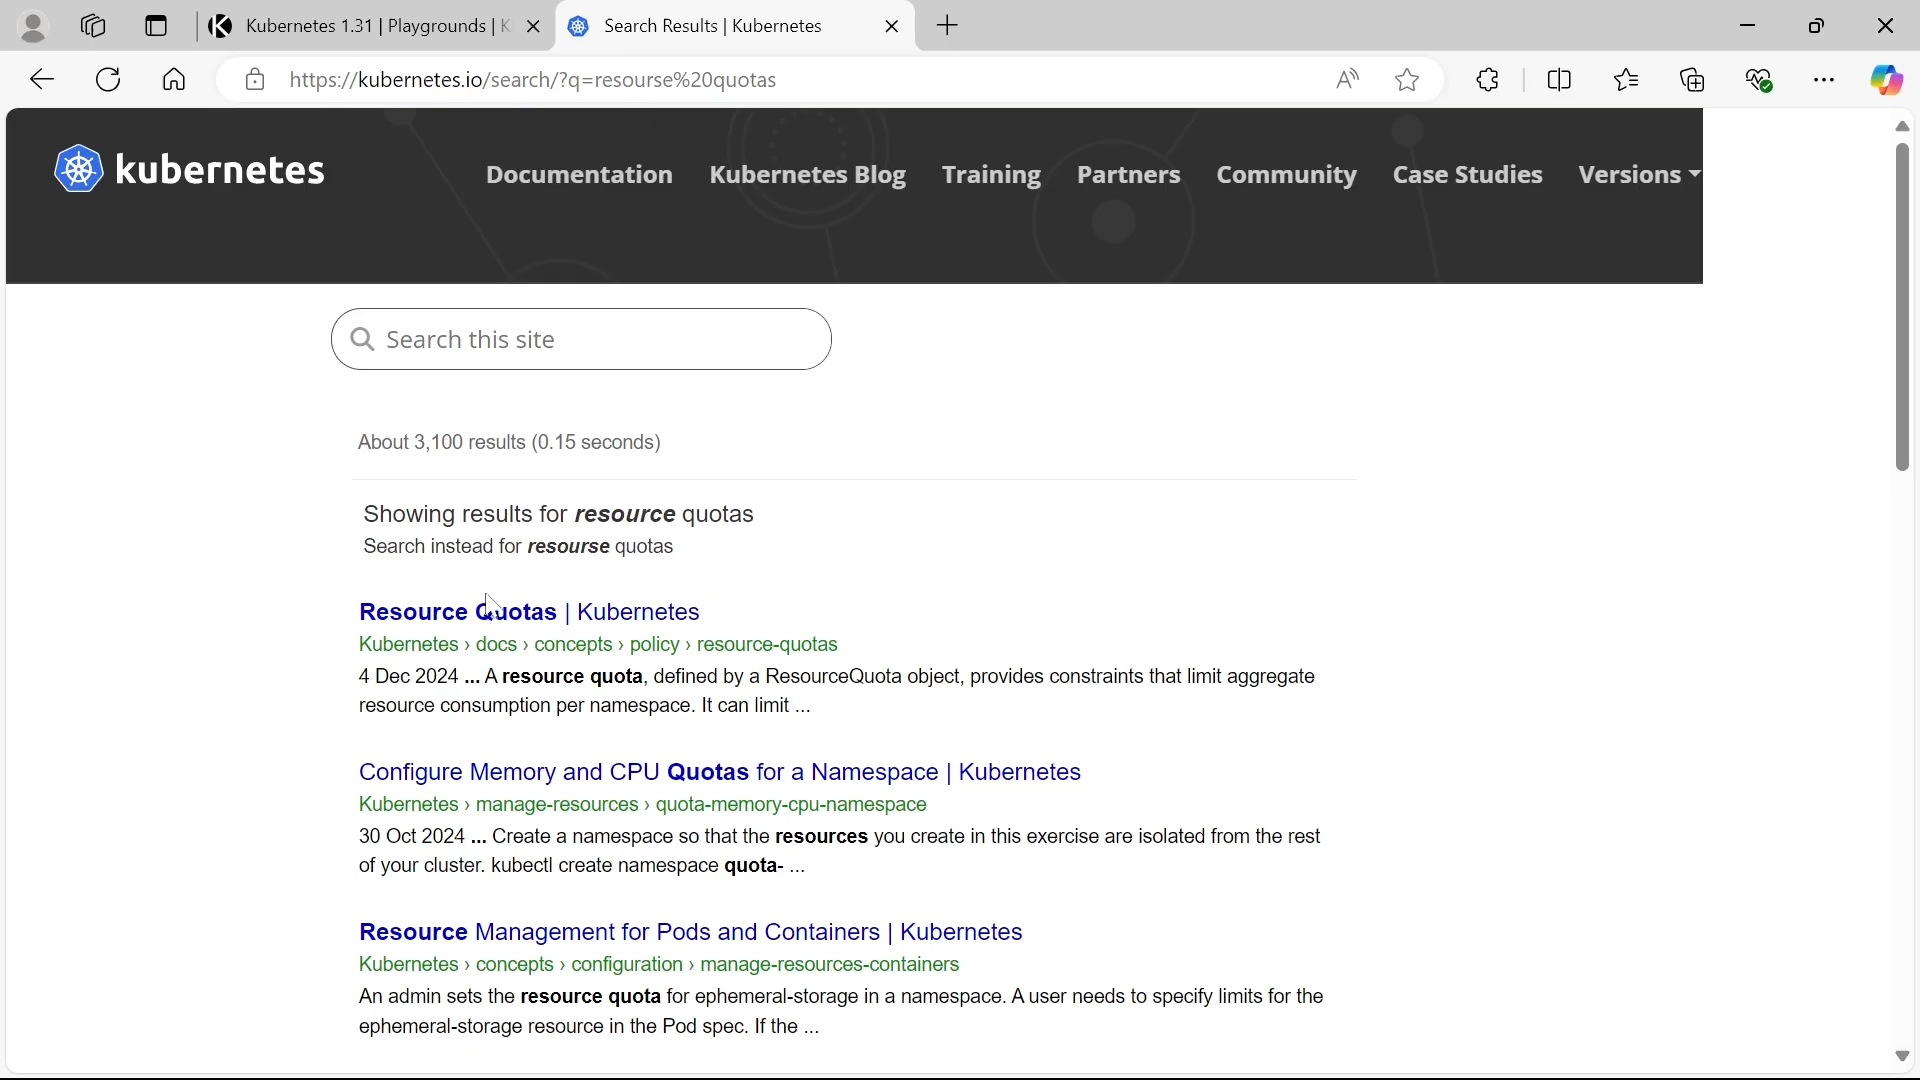 Kubernetes 1.31 | Playgrounds | K
Search Results | Kubernetes
https://kubernetes.io/search/?q=resourse%20quotas
kubernetes
Documentation
Kubernetes Blog
Training
Partners
Community
Case Studies
Versions
Search this site
About 3,100 results (0.15 seconds)
Showing results for resource quotas
Search instead for resourse quotas
Resource Quotas | Kubernetes
Kubernetes › docs › concepts › policy › resource-quotas
4 Dec 2024 ... A resource quota, defined by a ResourceQuota object, provides constraints that limit aggregate
resource consumption per namespace. It can limit ...
Configure Memory and CPU Quotas for a Namespace | Kubernetes
Kubernetes › manage-resources › quota-memory-cpu-namespace
30 Oct 2024 ... Create a namespace so that the resources you create in this exercise are isolated from the rest
of your cluster. kubectl create namespace quota- ...
Resource Management for Pods and Containers | Kubernetes
Kubernetes › concepts › configuration › manage-resources-containers
An admin sets the resource quota for ephemeral-storage in a namespace. A user needs to specify limits for the
ephemeral-storage resource in the Pod spec. If the ...